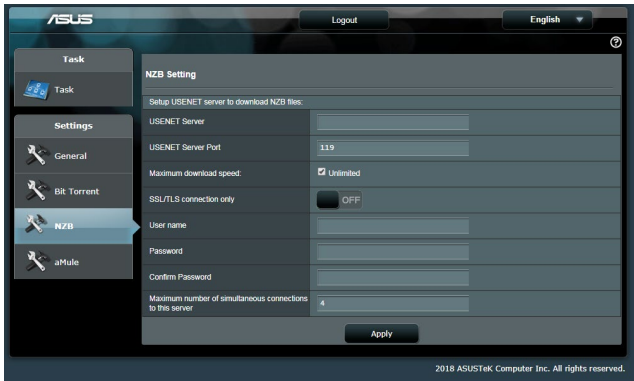 ASUS
Logout
English
Task
Task
Settings
General
Bit Torrent
NZB
aMule
NZB Setting
Setup USENET server to download NZB files:
USENET Server
USENET Server Port 119
Maximum download speed: Unlimited
SSL/TLS connection only OFF
User name
Password
Confirm Password
Maximum number of simultaneous connections
to this server 4
Apply
2018 ASUSTeK Computer Inc. All rights reserved.